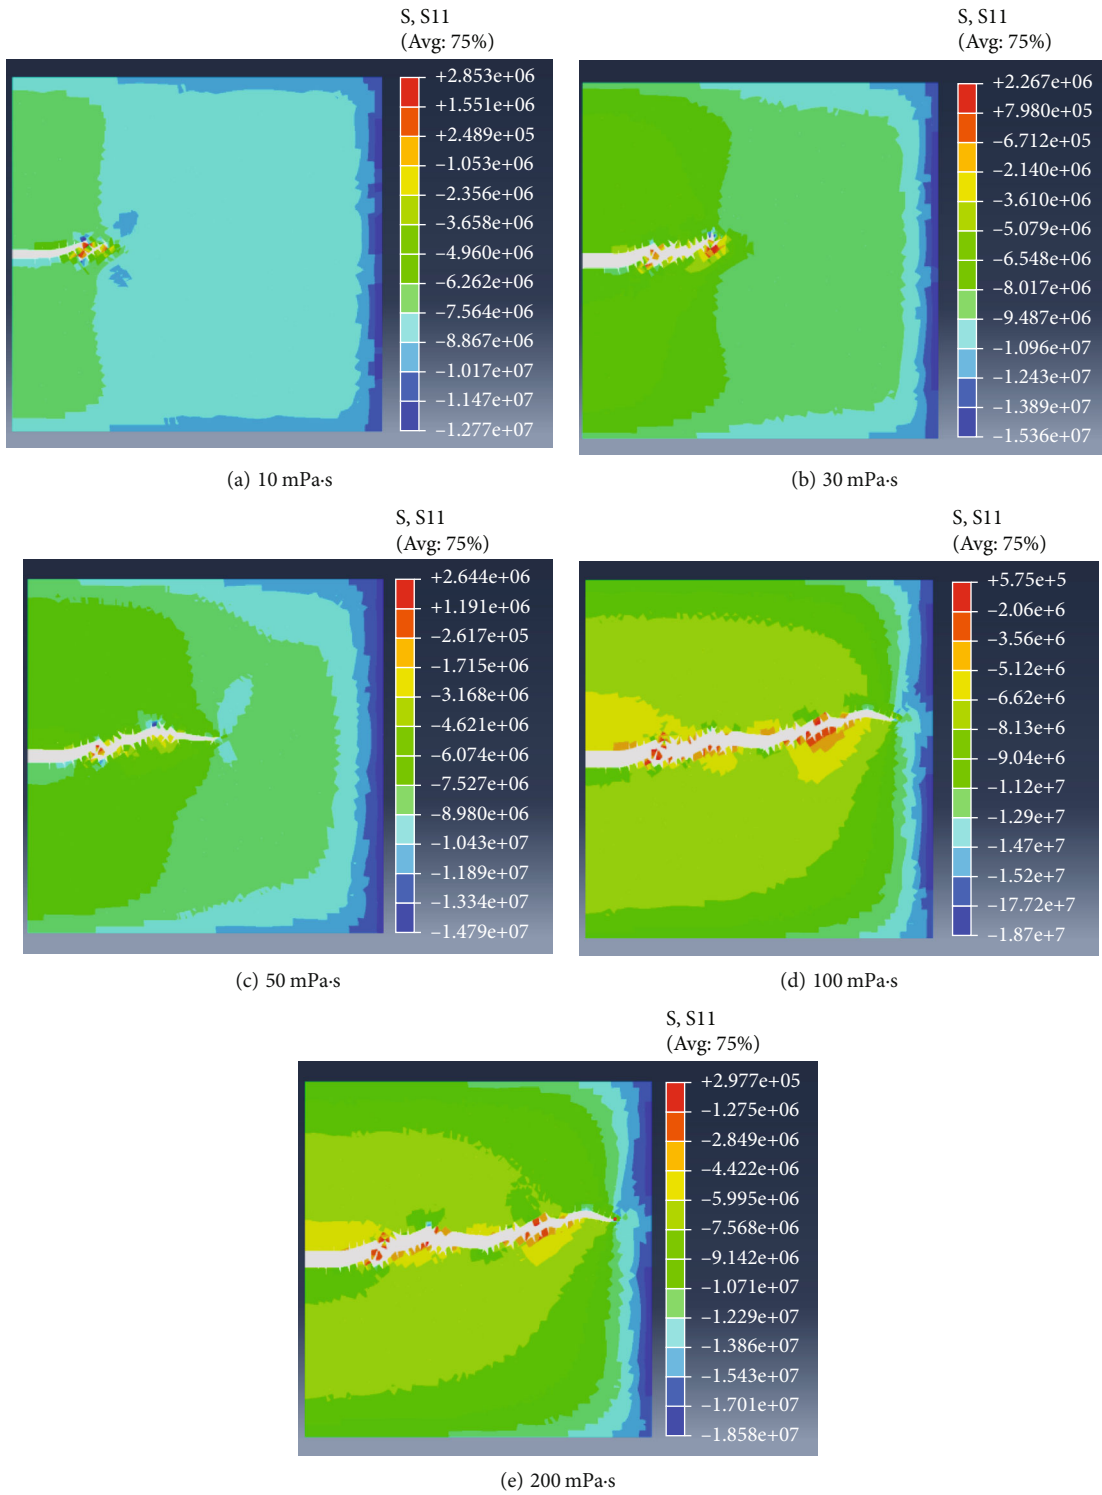 S, S11
(Avg: 75%)
+2.853e+06
+1.551e+06
+2.489e+05
−1.053e+06
−2.356e+06
−3.658e+06
−4.960e+06
−6.262e+06
−7.564e+06
−8.867e+06
−1.017e+07
−1.147e+07
−1.277e+07
(a) 10 mPa·s
S, S11
(Avg: 75%)
+2.267e+06
+7.980e+05
−6.712e+05
−2.140e+06
−3.610e+06
−5.079e+06
−6.548e+06
−8.017e+06
−9.487e+06
−1.096e+07
−1.243e+07
−1.389e+07
−1.536e+07
(b) 30 mPa·s
S, S11
(Avg: 75%)
+2.644e+06
+1.191e+06
−2.617e+05
−1.715e+06
−3.168e+06
−4.621e+06
−6.074e+06
−7.527e+06
−8.980e+06
−1.043e+07
−1.189e+07
−1.334e+07
−1.479e+07
(c) 50 mPa·s
S, S11
(Avg: 75%)
+5.75e+5
−2.06e+6
−3.56e+6
−5.12e+6
−6.62e+6
−8.13e+6
−9.04e+6
−1.12e+7
−1.29e+7
−1.47e+7
−1.52e+7
−17.72e+7
−1.87e+7
(d) 100 mPa·s
S, S11
(Avg: 75%)
+2.977e+05
−1.275e+06
−2.849e+06
−4.422e+06
−5.995e+06
−7.568e+06
−9.142e+06
−1.071e+07
−1.229e+07
−1.386e+07
−1.543e+07
−1.701e+07
−1.858e+07
(e) 200 mPa·s